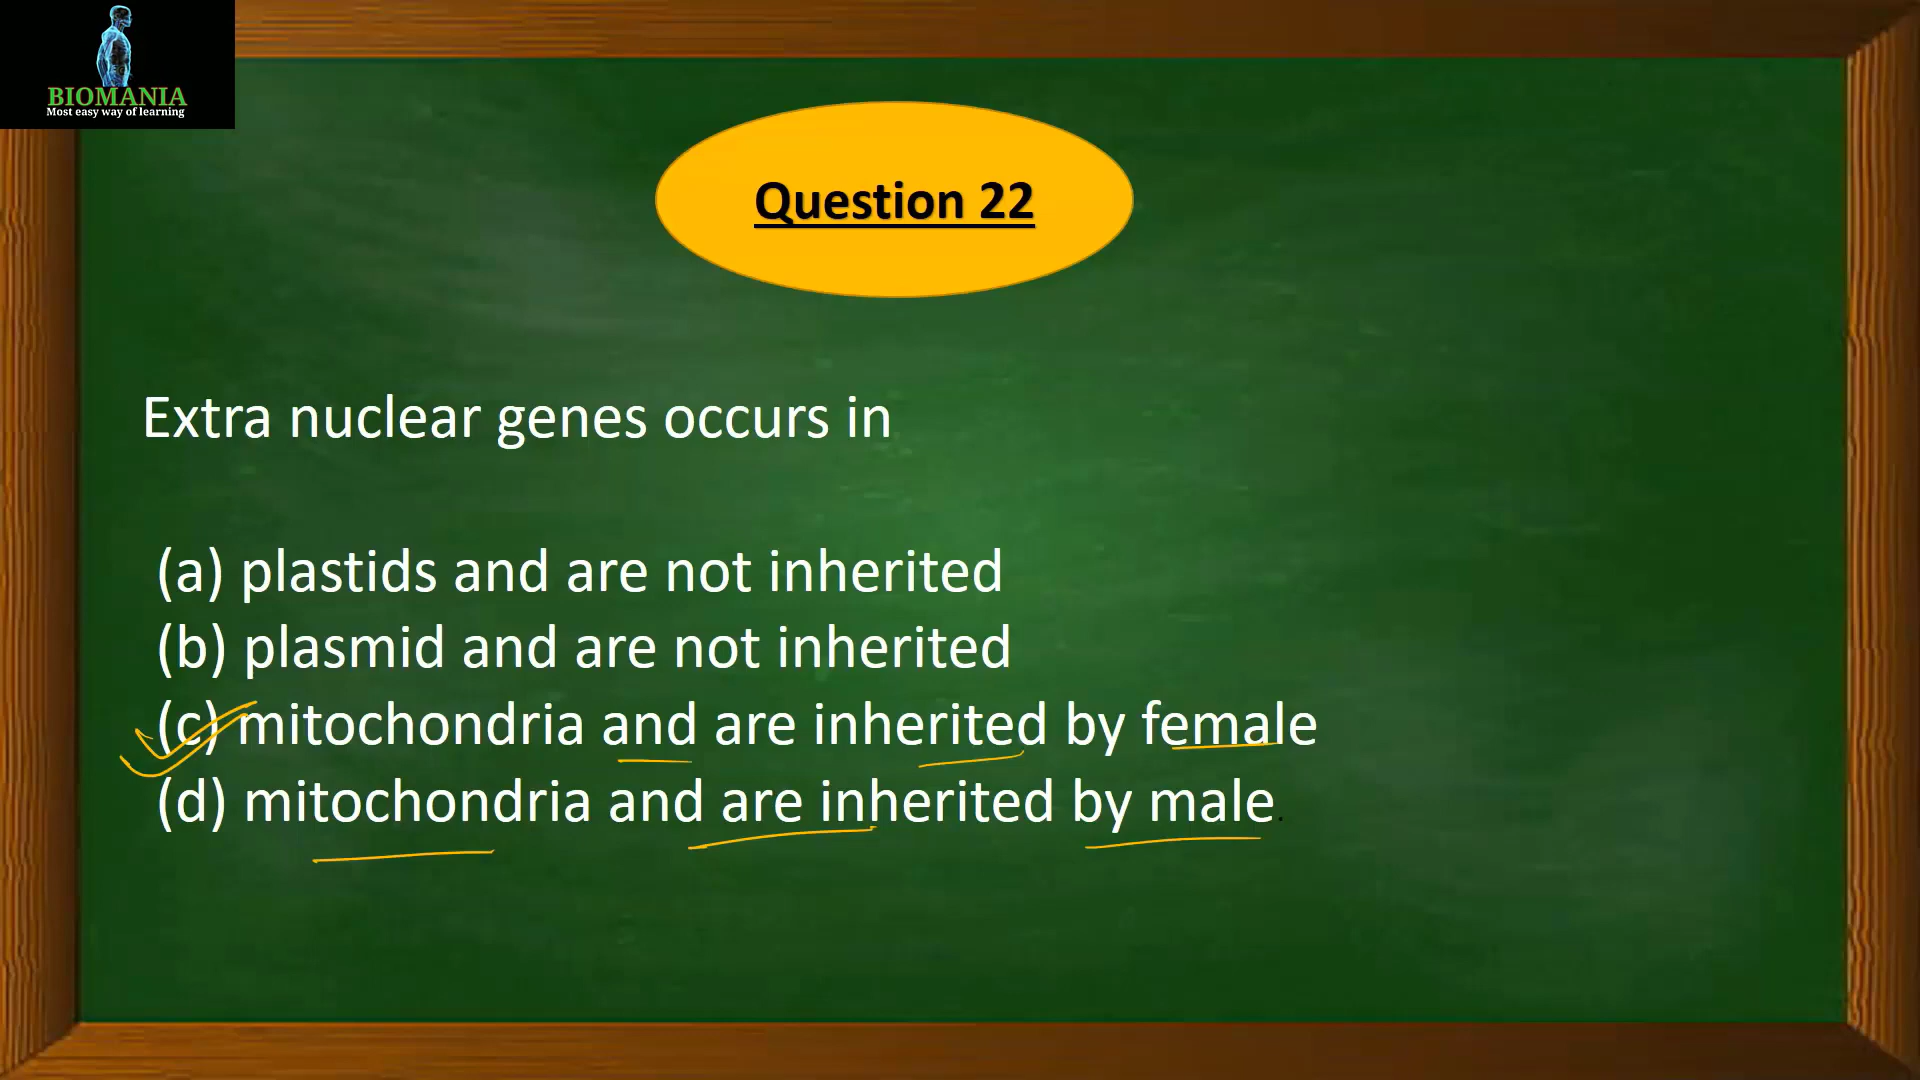 BIOMANIA
Most easy way of learning
Question 22
Extra nuclear genes occurs in
(a) plastids and are not inherited
(b) plasmid and are not inherited
(c) mitochondria and are inherited by female
(d) mitochondria and are inherited by male.